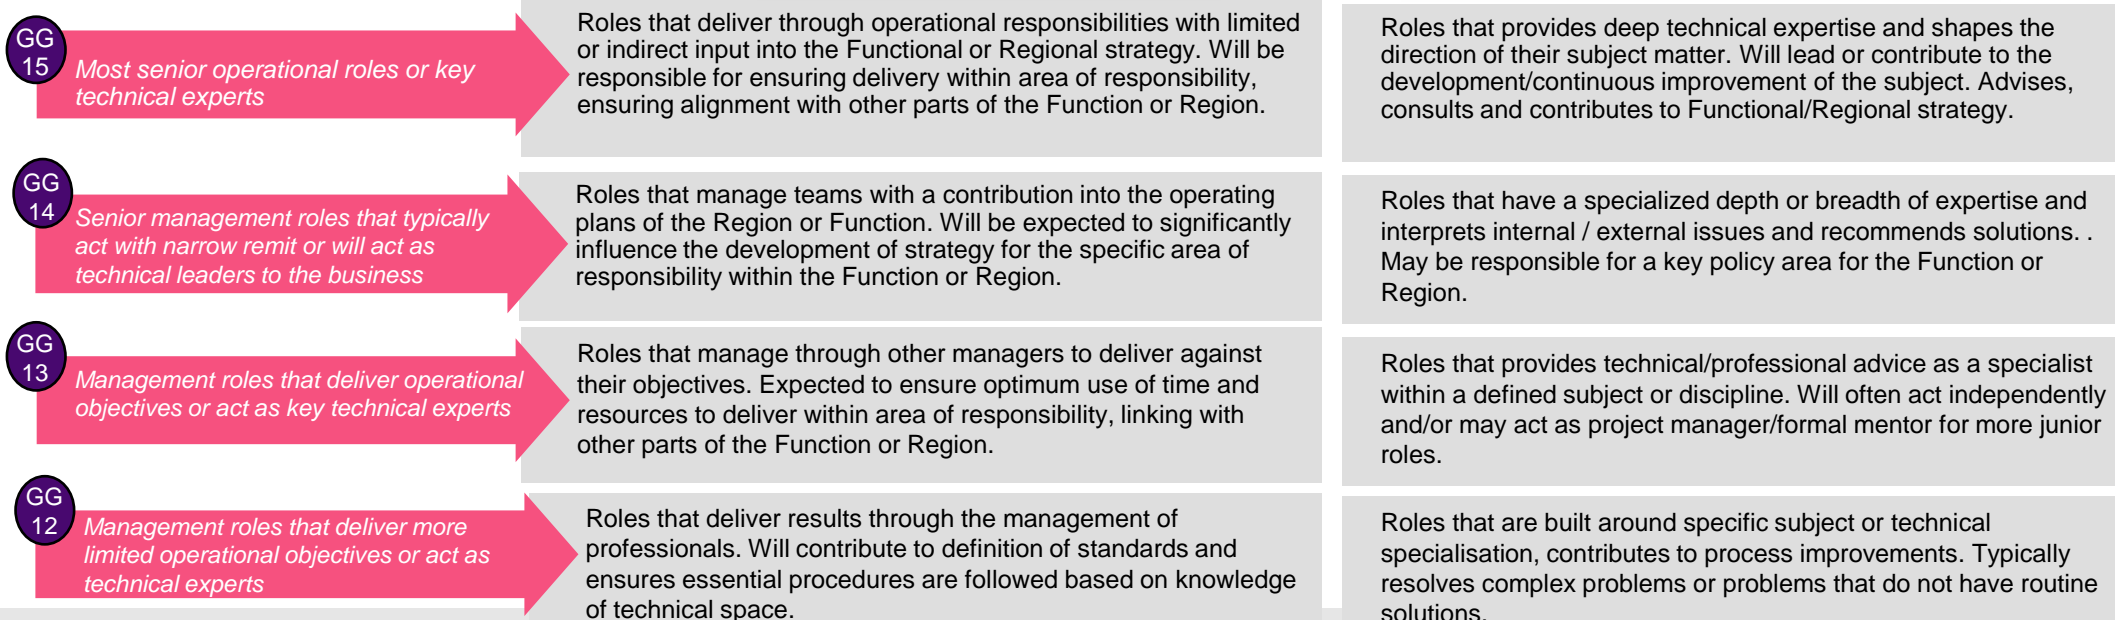 GG
15
Most senior operational roles or key
technical experts
Roles that deliver through operational responsibilities with limited
or indirect input into the Functional or Regional strategy. Will be
responsible for ensuring delivery within area of responsibility,
ensuring alignment with other parts of the Function or Region.
Roles that provides deep technical expertise and shapes the
direction of their subject matter. Will lead or contribute to the
development/continuous improvement of the subject. Advises,
consults and contributes to Functional/Regional strategy.
GG
14
Senior management roles that typically
act with narrow remit or will act as
technical leaders to the business
Roles that manage teams with a contribution into the operating
plans of the Region or Function. Will be expected to significantly
influence the development of strategy for the specific area of
responsibility within the Function or Region.
Roles that have a specialized depth or breadth of expertise and
interprets internal / external issues and recommends solutions. .
May be responsible for a key policy area for the Function or
Region.
GG
13
Management roles that deliver operational
objectives or act as key technical experts
Roles that manage through other managers to deliver against
their objectives. Expected to ensure optimum use of time and
resources to deliver within area of responsibility, linking with
other parts of the Function or Region.
Roles that provides technical/professional advice as a specialist
within a defined subject or discipline. Will often act independently
and/or may act as project manager/formal mentor for more junior
roles.
GG
12
Management roles that deliver more
limited operational objectives or act as
technical experts
Roles that deliver results through the management of
professionals. Will contribute to definition of standards and
ensures essential procedures are followed based on knowledge
of technical space.
Roles that are built around specific subject or technical
specialisation, contributes to process improvements. Typically
resolves complex problems or problems that do not have routine
solutions.